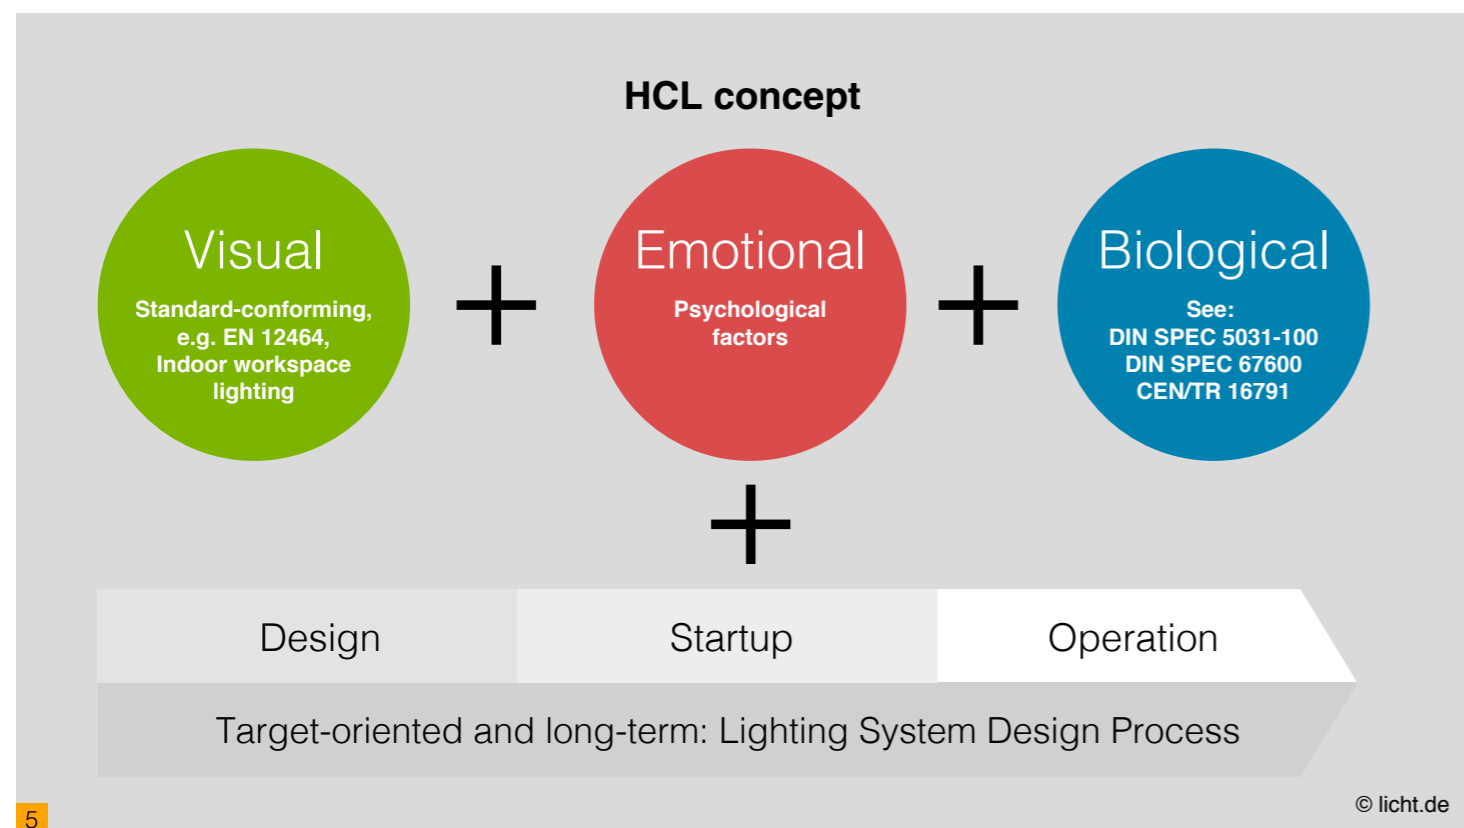 HCL concept
Visual
Standard-conforming,
e.g. EN 12464,
Indoor workspace
lighting
+
Emotional
Psychological
factors
+
Biological
See:
DIN SPEC 5031-100
DIN SPEC 67600
CEN/TR 16791
+
Design
Startup
Operation
Target-oriented and long-term: Lighting System Design Process
5
© licht.de